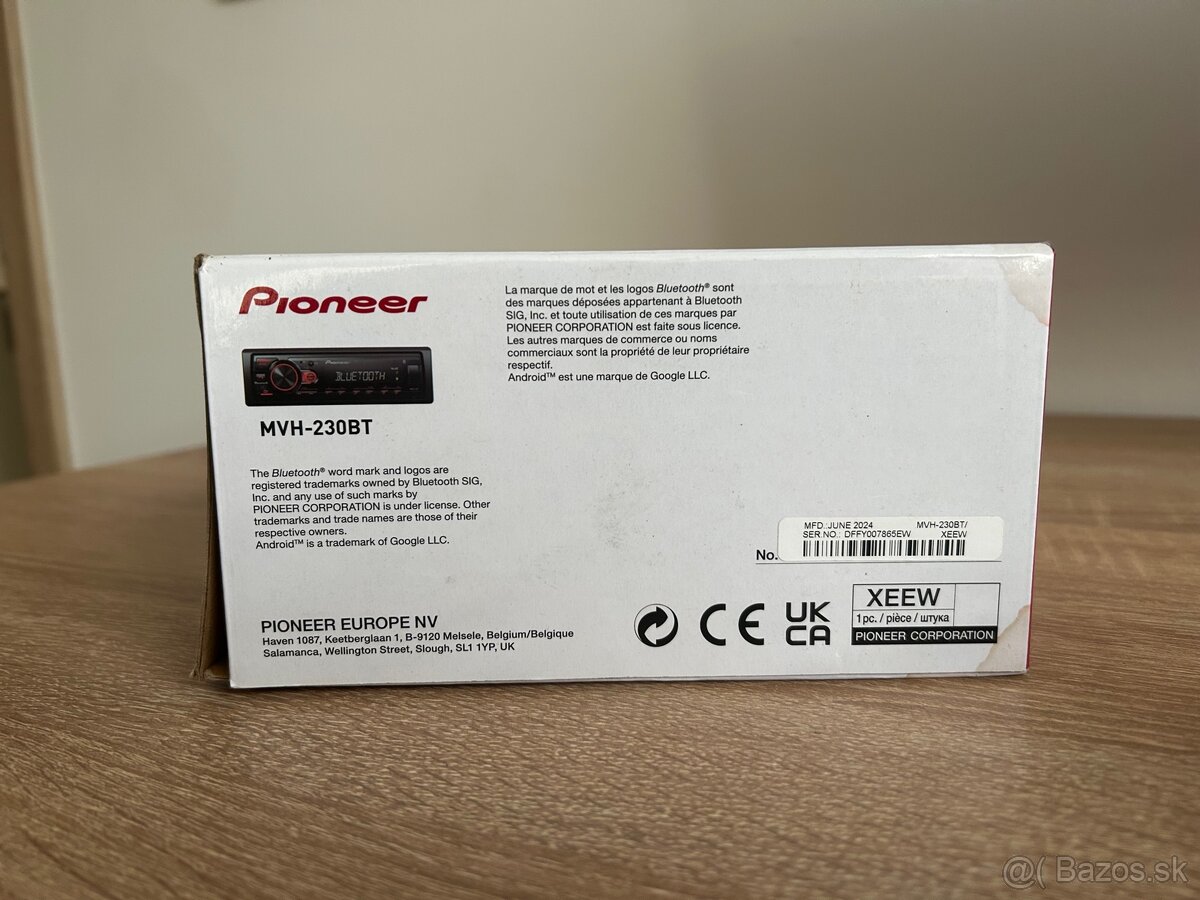 Pioneer
Pioneer
BLUETOOTH
MVH-230BT
The Bluetooth® word mark and logos are
registered trademarks owned by Bluetooth SIG,
Inc. and any use of such marks by
PIONEER CORPORATION is under license. Other
trademarks and trade names are those of their
respective owners.
Android™ is a trademark of Google LLC.
La marque de mot et les logos Bluetooth® sont
des marques déposées appartenant à Bluetooth
SIG, Inc. et toute utilisation de ces marques par
PIONEER CORPORATION est faite sous licence.
Les autres marques de commerce ou noms
commerciaux sont la propriété de leur propriétaire
respectif.
Android™ est une marque de Google LLC.
MFD.:JUNE 2024 MVH-230BT/
SER.NO.: DFFY007865EW XEEW
No.
PIONEER EUROPE NV
Haven 1087, Keetberglaan 1, B-9120 Melsele, Belgium/Belgique
Salamanca, Wellington Street, Slough, SL1 1YP, UK
CE
UK
CA
XEEW
1pc. / pièce / штука
PIONEER CORPORATION
@( Bazos.sk